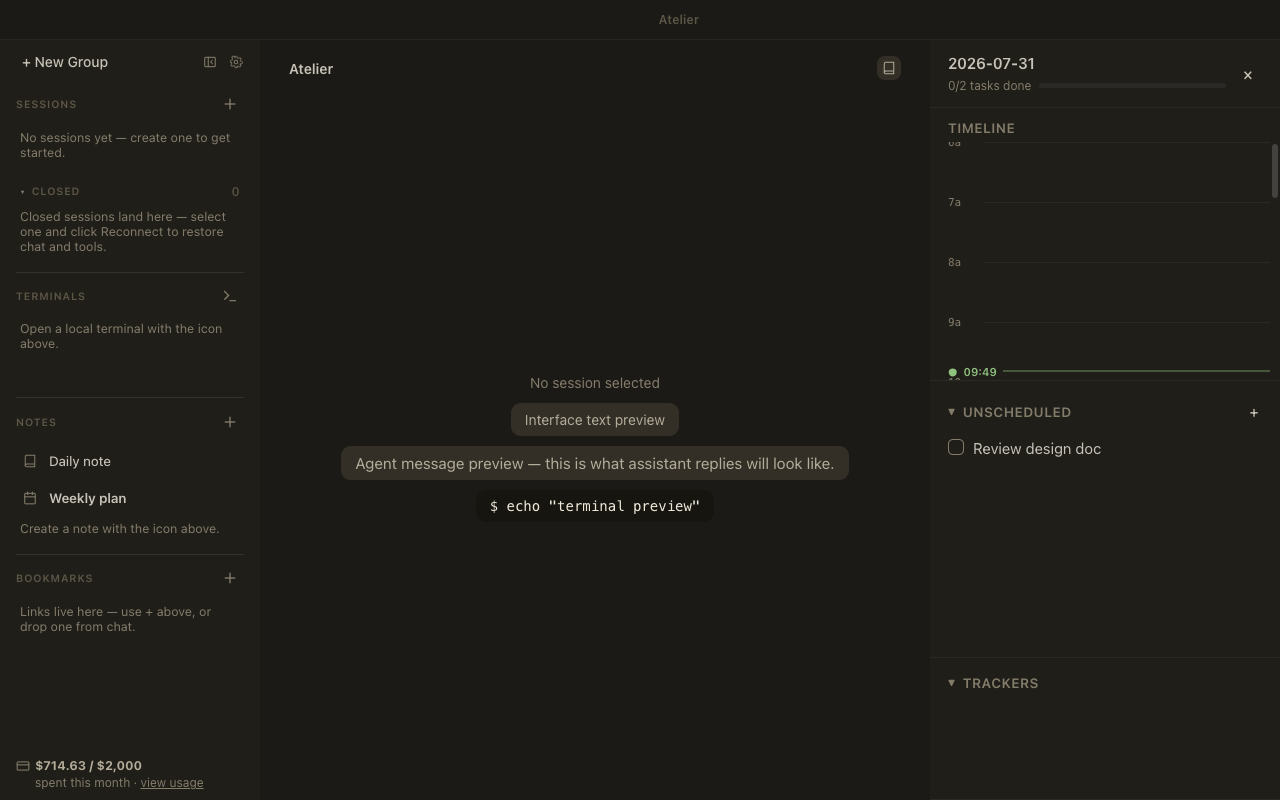 Atelier
+ New Group
SESSIONS
No sessions yet — create one to get
started.
CLOSED
0
Closed sessions land here — select
one and click Reconnect to restore
chat and tools.
TERMINALS
Open a local terminal with the icon
above.
NOTES
Daily note
Weekly plan
Create a note with the icon above.
BOOKMARKS
Links live here — use + above, or
drop one from chat.
$714.63 / $2,000
spent this month · view usage
Atelier
No session selected
Interface text preview
Agent message preview — this is what assistant replies will look like.
$ echo "terminal preview"
2026-07-31
0/2 tasks done
TIMELINE
6a
7a
8a
9a
09:49
UNSCHEDULED
Review design doc
TRACKERS